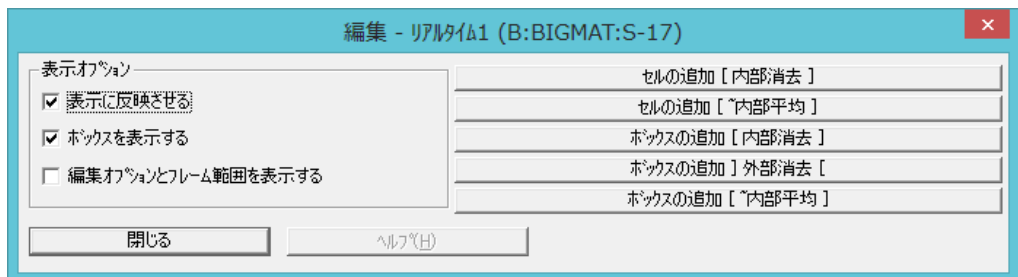 編集 - ﾘｱﾙﾀｲﾑ1 (B:BIGMAT:S-17)
表示ｵﾌﾟｼｮﾝ
表示に反映させる
ﾎﾞｯｸｽを表示する
編集ｵﾌﾟｼｮﾝとﾌﾚｰﾑ範囲を表示する
ｾﾙの追加 [ 内部消去 ]
ｾﾙの追加 [ ~内部平均 ]
ﾎﾞｯｸｽの追加 [ 内部消去 ]
ﾎﾞｯｸｽの追加 ] 外部消去 [
ﾎﾞｯｸｽの追加 [ ~内部平均 ]
閉じる
ﾍﾙﾌﾟ(H)